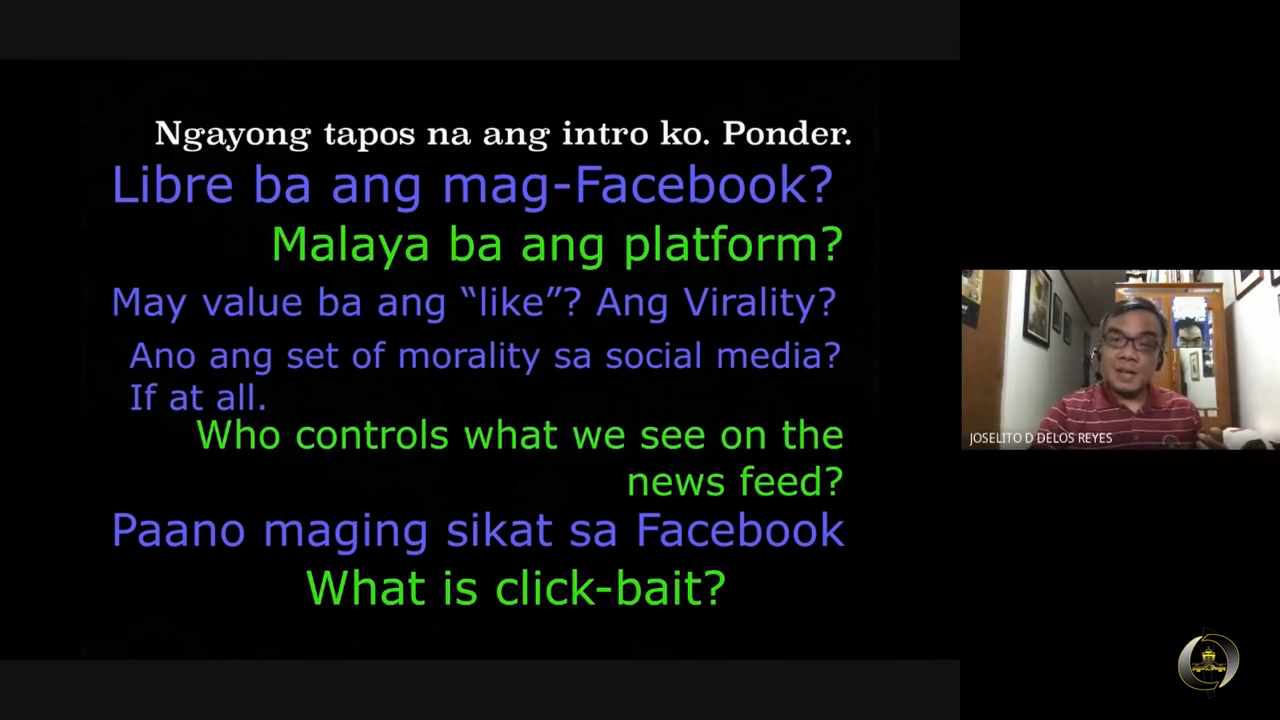 Ngayong tapos na ang intro ko. Ponder.
Libre ba ang mag-Facebook?
Malaya ba ang platform?
May value ba ang “like”? Ang Virality?
Ano ang set of morality sa social media?
If at all.
Who controls what we see on the
news feed?
Paano maging sikat sa Facebook
What is click-bait?
JOSELITO D DELOS REYES